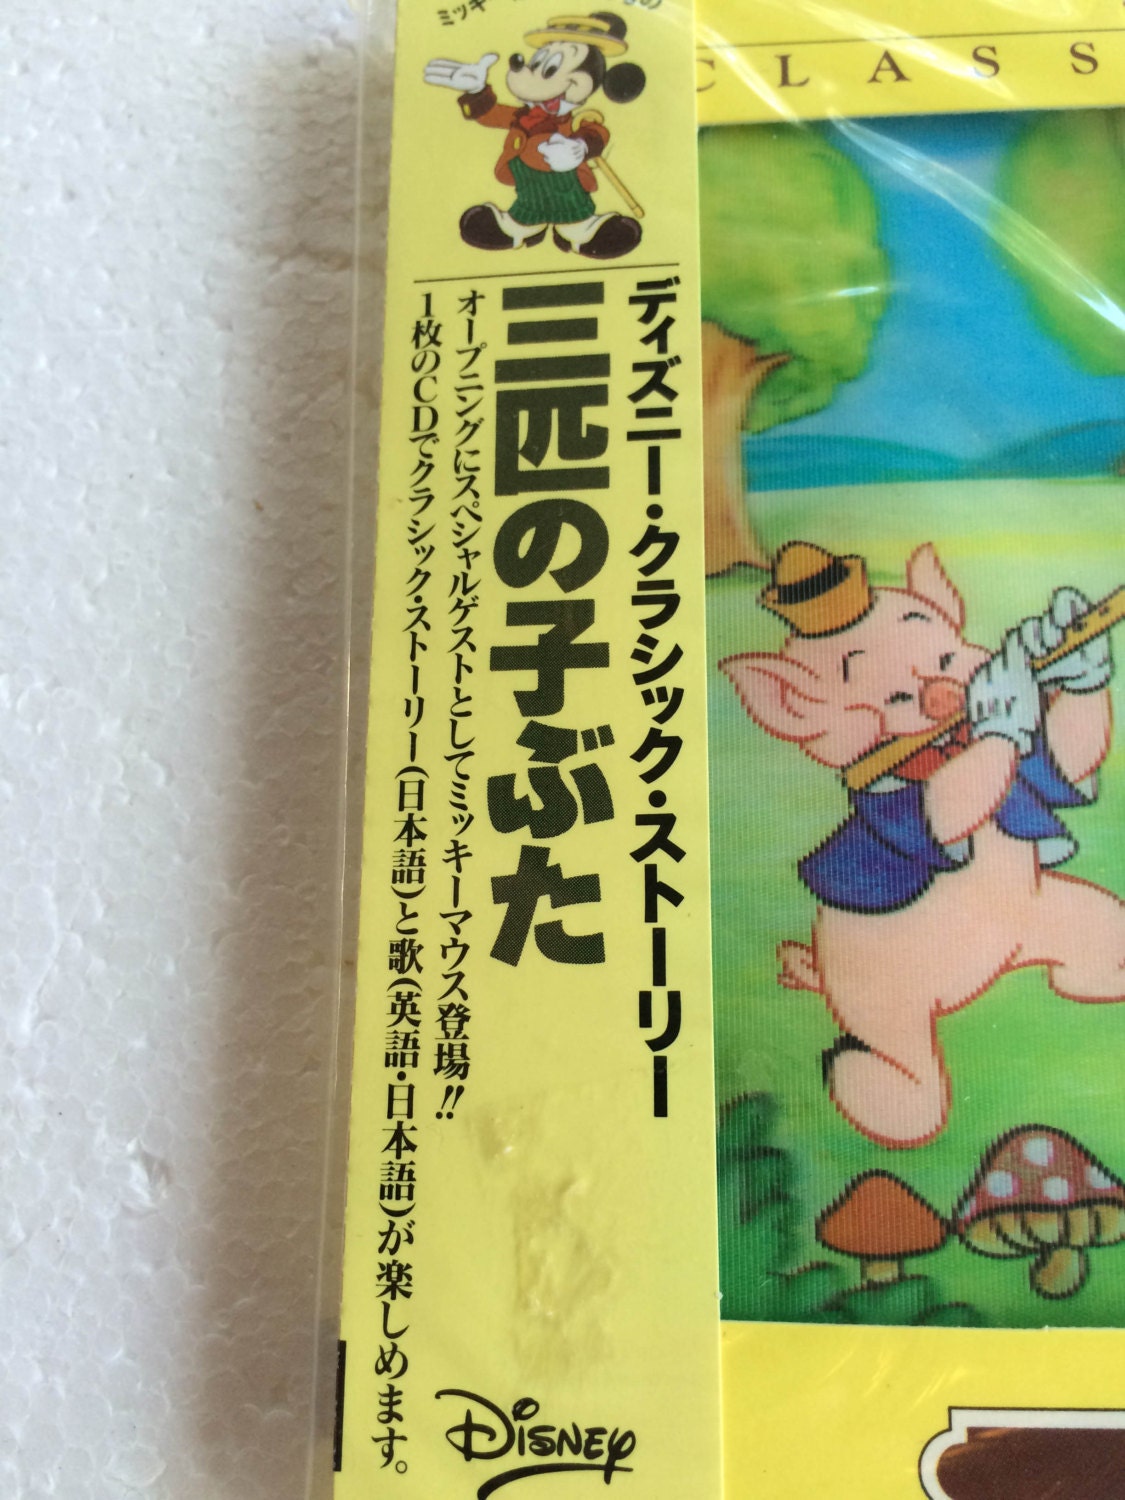 ミッキー
CLASS
ディズニー・クラシック・ストーリー
三匹の子ぶた
オープニングにスペシャルゲストとしてミッキーマウス登場!!
1枚のCDでクラシック・ストーリー(日本語)と歌(英語・日本語)が楽しめます。
Disney